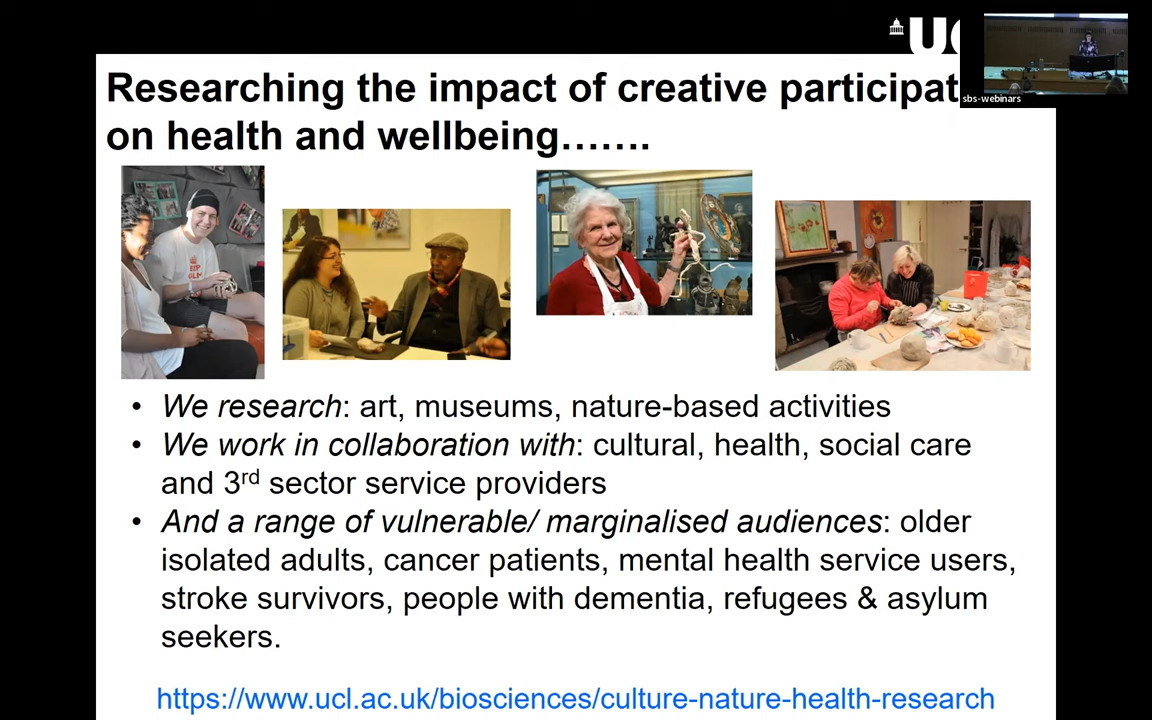 UC
sbs-webinars
Researching the impact of creative participat
on health and wellbeing…….
• We research: art, museums, nature-based activities
• We work in collaboration with: cultural, health, social care
and 3rd sector service providers
• And a range of vulnerable/ marginalised audiences: older
isolated adults, cancer patients, mental health service users,
stroke survivors, people with dementia, refugees & asylum
seekers.
https://www.ucl.ac.uk/biosciences/culture-nature-health-research